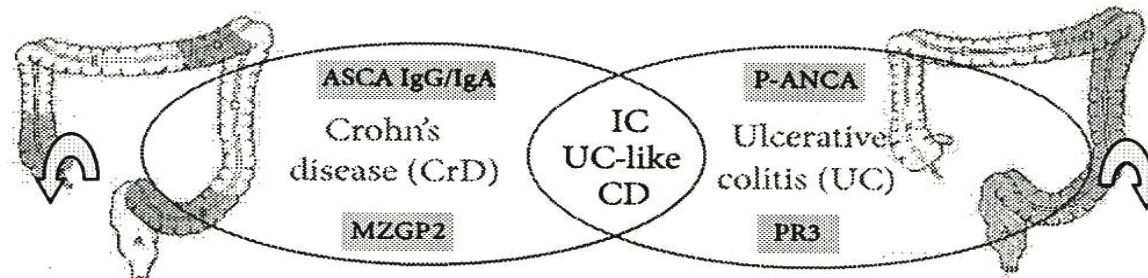 ASCA IgG/IgA
Crohn's
disease (CrD)
MZGP2
IC
UC-like
CD
P-ANCA
Ulcerative
colitis (UC)
PR3